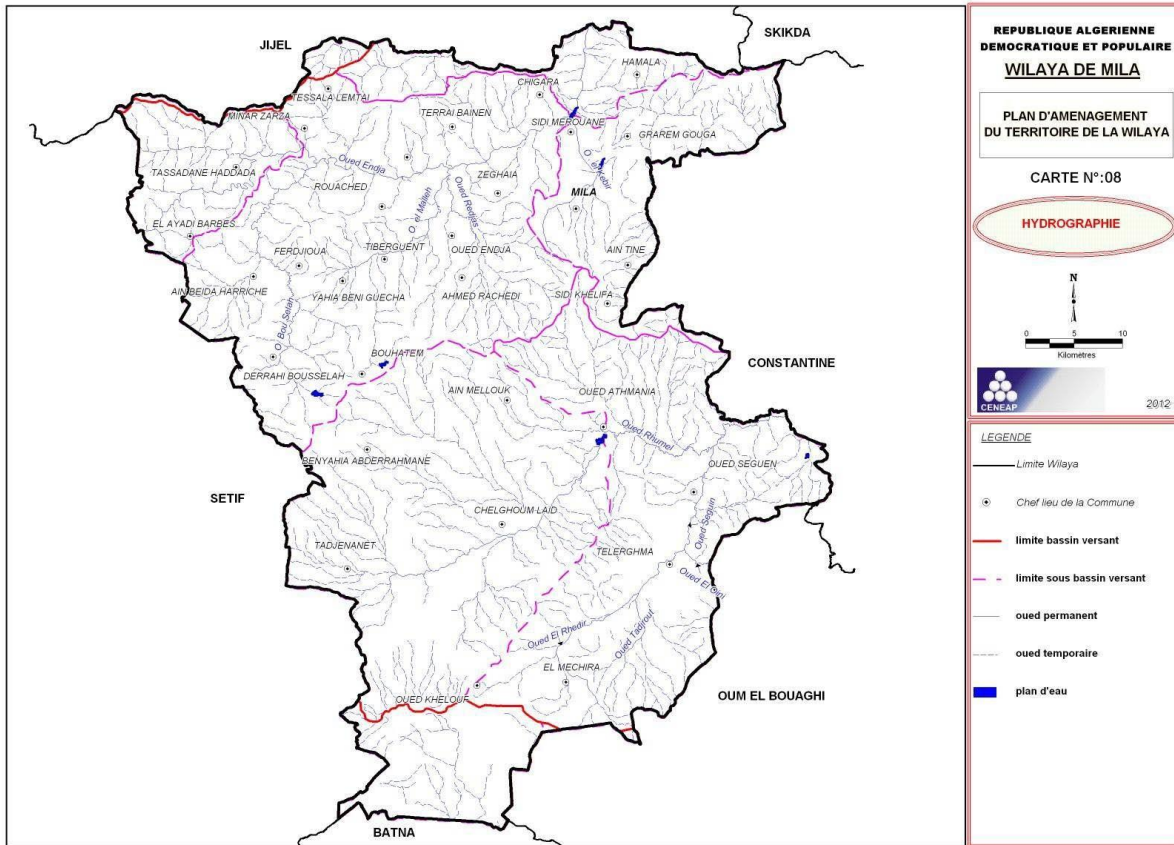 SKIKDA
JIJEL
HAMALA
CHIGARA
TESSALA LEMTAI
MINAR ZARZA
TERRAI BAINEN
SIDI MEROUANE
GRAREM GOUGA
O. el Kebir
Oued Endja
TASSADANE HADDADA
ROUACHED
ZEGHAIA
MILA
O. el Malleh
Oued Redjas
EL AYADI BARBES
FERDJIOUA
TIBERGUENT
OUED ENDJA
AIN TINE
AIN BEIDA HARRICHE
YAHIA BENI GUECHA
AHMED RACHEDI
SIDI KHELIFA
O. Bou Selah
BOUHATEM
CONSTANTINE
DERRAHI BOUSSELAH
AIN MELLOUK
OUED ATHMANIA
Oued Rhumel
BENYAHIA ABDERRAHMANE
OUED SEGUEN
SETIF
CHELGHOUM LAID
Oued Seguin
TADJENANET
TELERGHMA
Oued El Rhedir
Oued Tadjrout
EL MECHIRA
OUED KHELOUF
OUM EL BOUAGHI
BATNA
REPUBLIQUE ALGERIENNE
DEMOCRATIQUE ET POPULAIRE
WILAYA DE MILA
PLAN D'AMENAGEMENT
DU TERRITOIRE DE LA WILAYA
CARTE N°:08
HYDROGRAPHIE
N
0 5 10
Kilomètres
CENEAP
2012
LEGENDE
Limite Wilaya
Chef lieu de la Commune
limite bassin versant
limite sous bassin versant
oued permanent
oued temporaire
plan d'eau